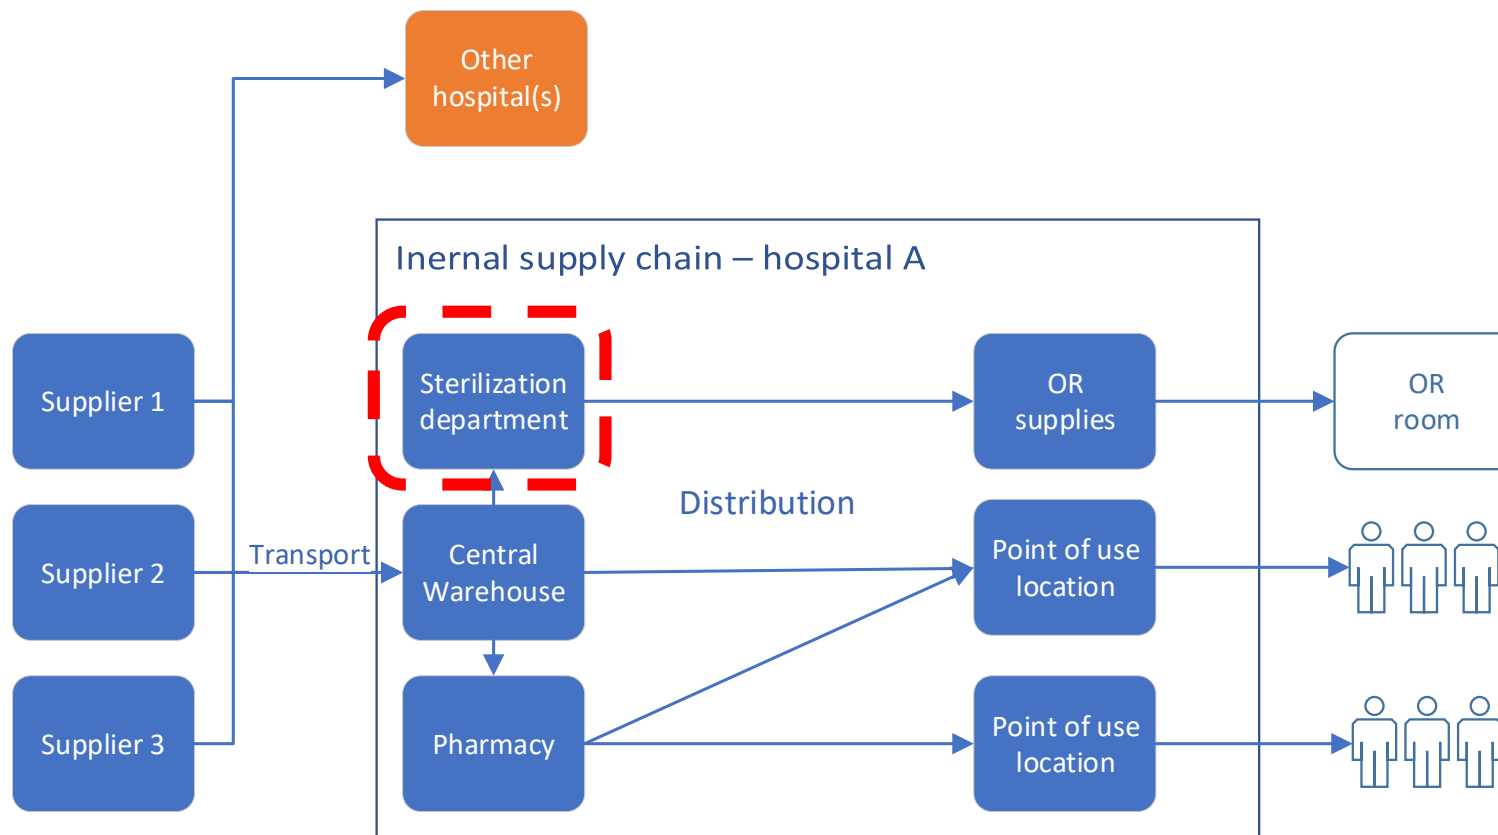 Other
hospital(s)
Inernal supply chain – hospital A
Supplier 1
Sterilization
department
OR
supplies
OR
room
Distribution
Supplier 2
Transport
Central
Warehouse
Point of use
location
Supplier 3
Pharmacy
Point of use
location